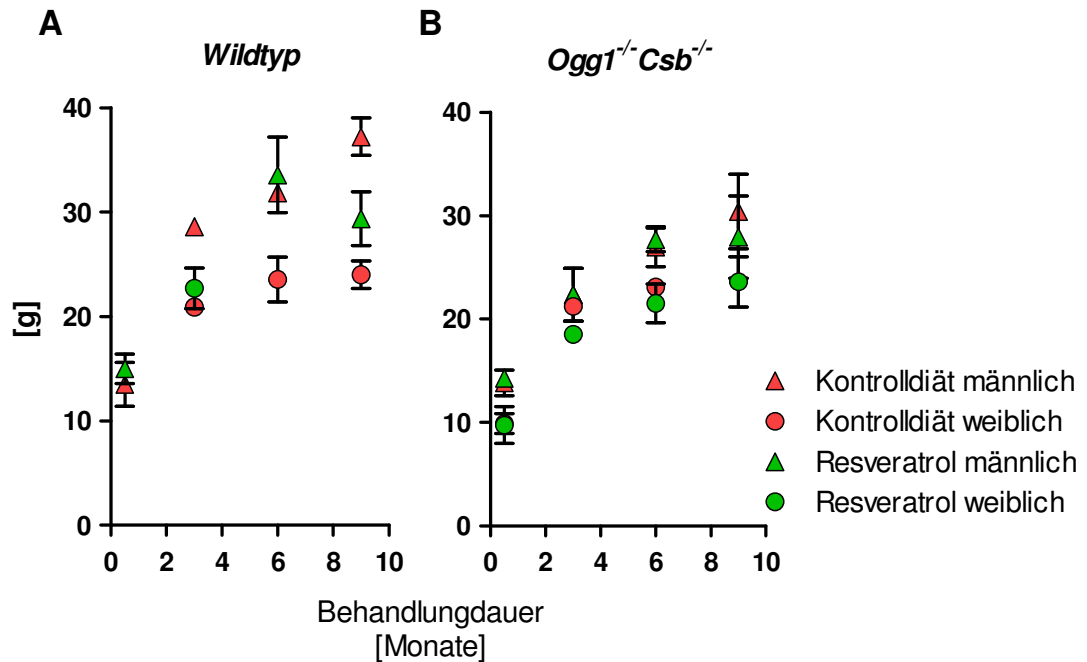 A
B
Wildtyp
Ogg1-/-Csb-/-
40
30
20
10
0
[g]
0 2 4 6 8 10
40
30
20
10
0
0 2 4 6 8 10
Behandlungdauer
[Monate]
Kontrolldiät männlich
Kontrolldiät weiblich
Resveratrol männlich
Resveratrol weiblich